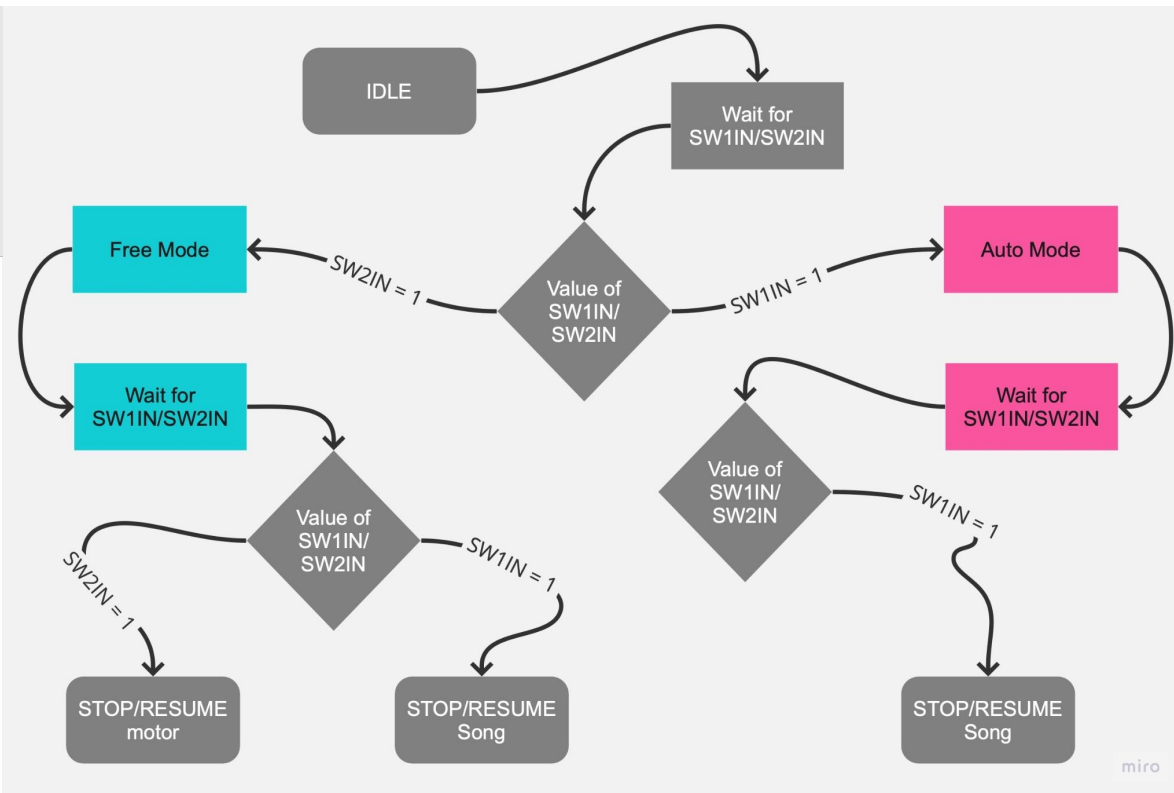 IDLE
Wait for
SW1IN/SW2IN
Free Mode
SW2IN = 1
Value of
SW1IN/
SW2IN
SW1IN = 1
Auto Mode
Wait for
SW1IN/SW2IN
Wait for
SW1IN/SW2IN
Value of
SW1IN/
SW2IN
SW1IN = 1
Value of
SW1IN/
SW2IN
SW2IN = 1
SW1IN = 1
STOP/RESUME
motor
STOP/RESUME
Song
STOP/RESUME
Song
miro